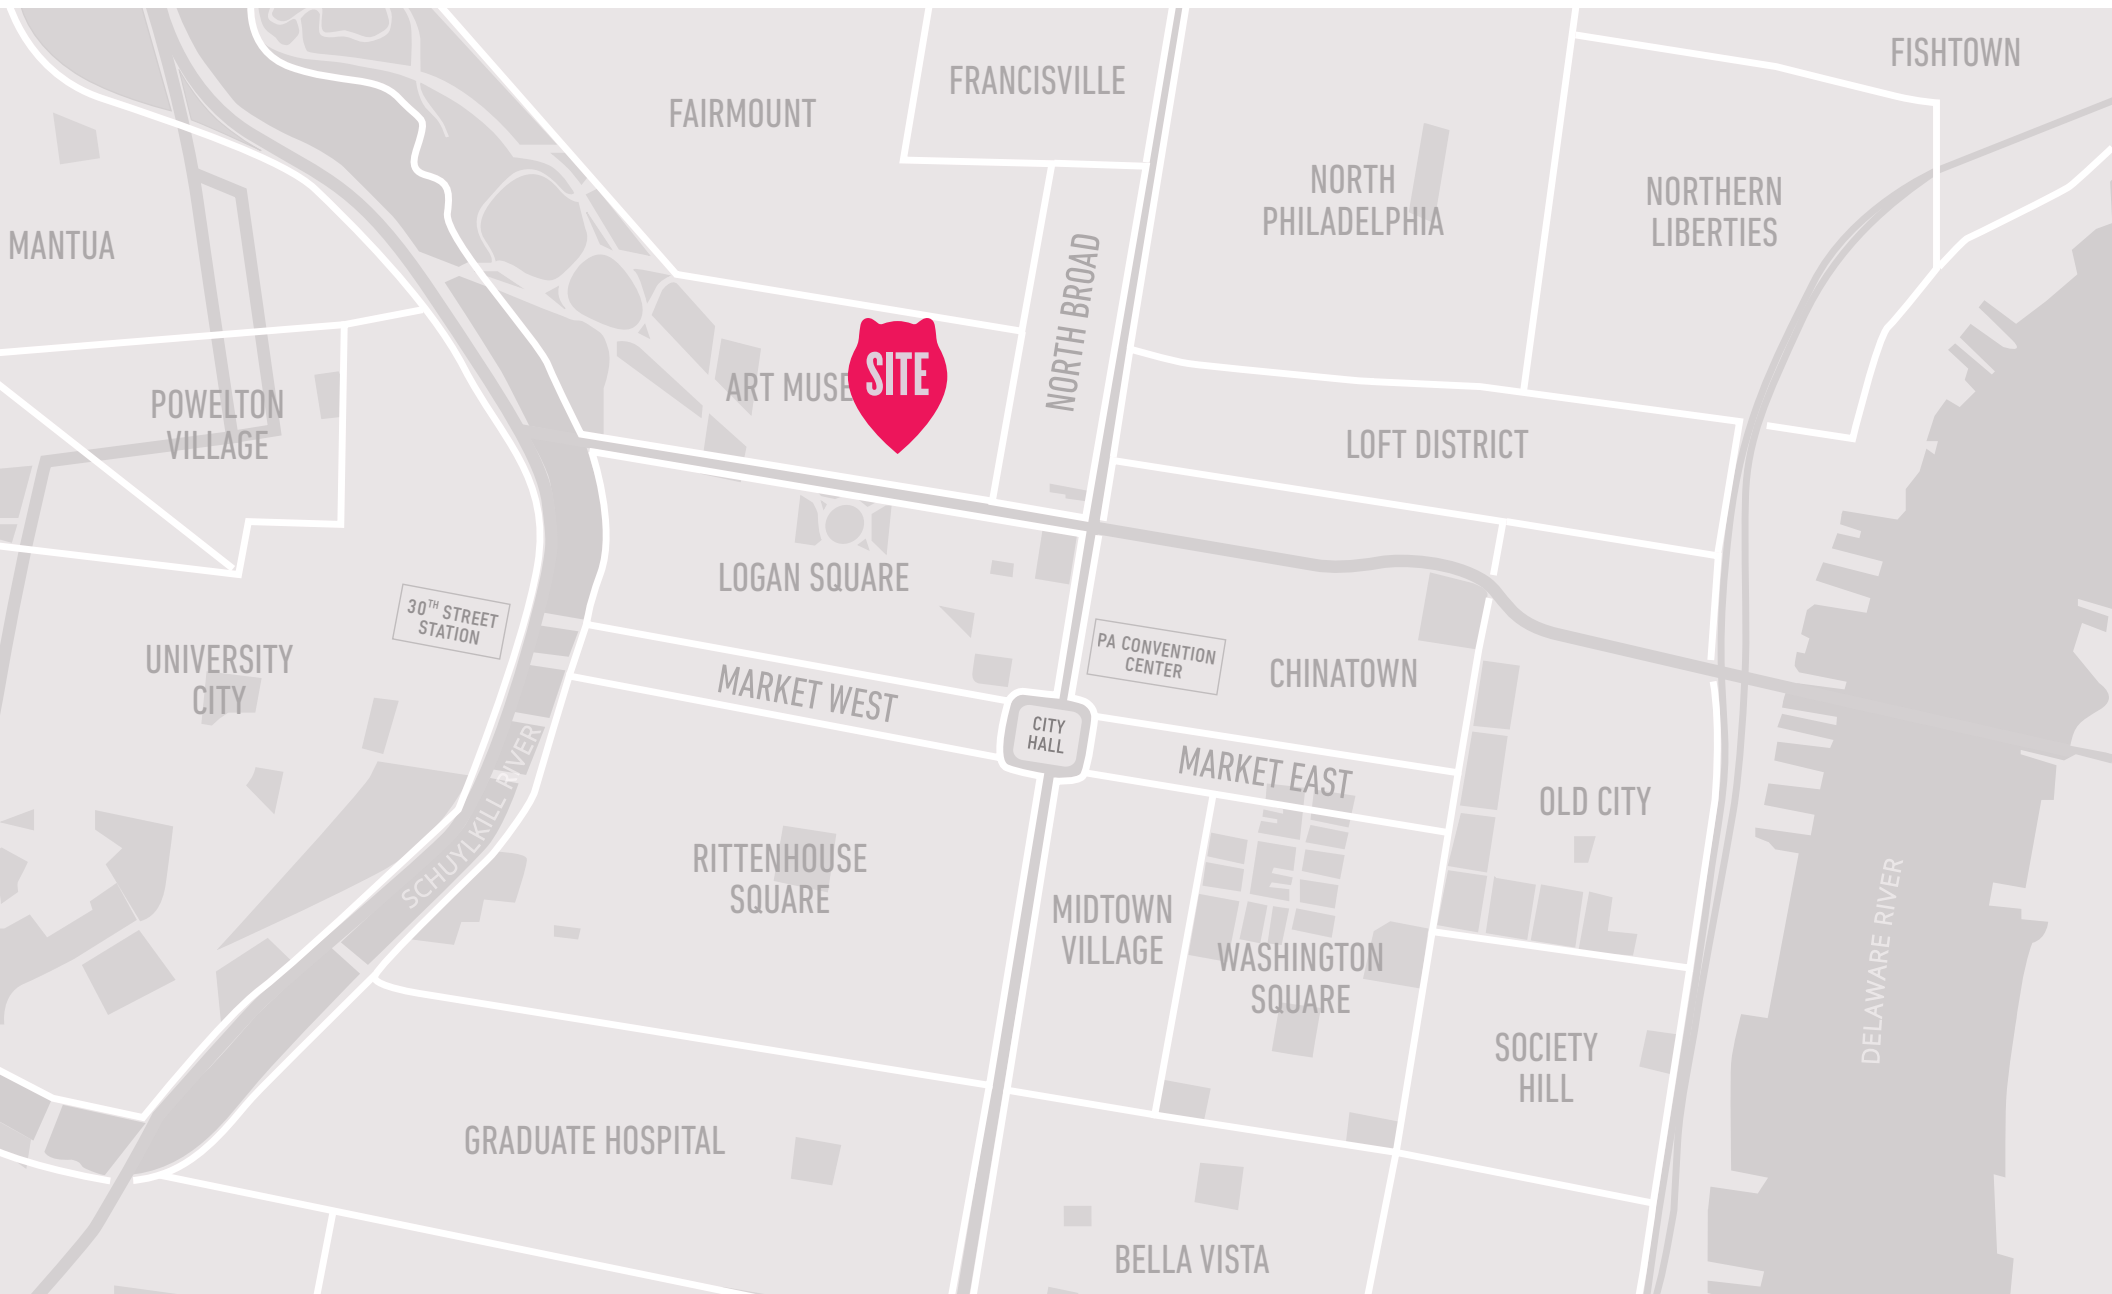 FISHTOWN
FRANCISVILLE
FAIRMOUNT
NORTH
PHILADELPHIA
NORTHERN
LIBERTIES
MANTUA
NORTH BROAD
ART MUSE
SITE
POWELTON
VILLAGE
LOFT DISTRICT
LOGAN SQUARE
30TH STREET
STATION
UNIVERSITY
CITY
PA CONVENTION
CENTER
CHINATOWN
MARKET WEST
CITY
HALL
MARKET EAST
OLD CITY
SCHUYLKILL RIVER
RITTENHOUSE
SQUARE
MIDTOWN
VILLAGE
WASHINGTON
SQUARE
DELAWARE RIVER
SOCIETY
HILL
GRADUATE HOSPITAL
BELLA VISTA